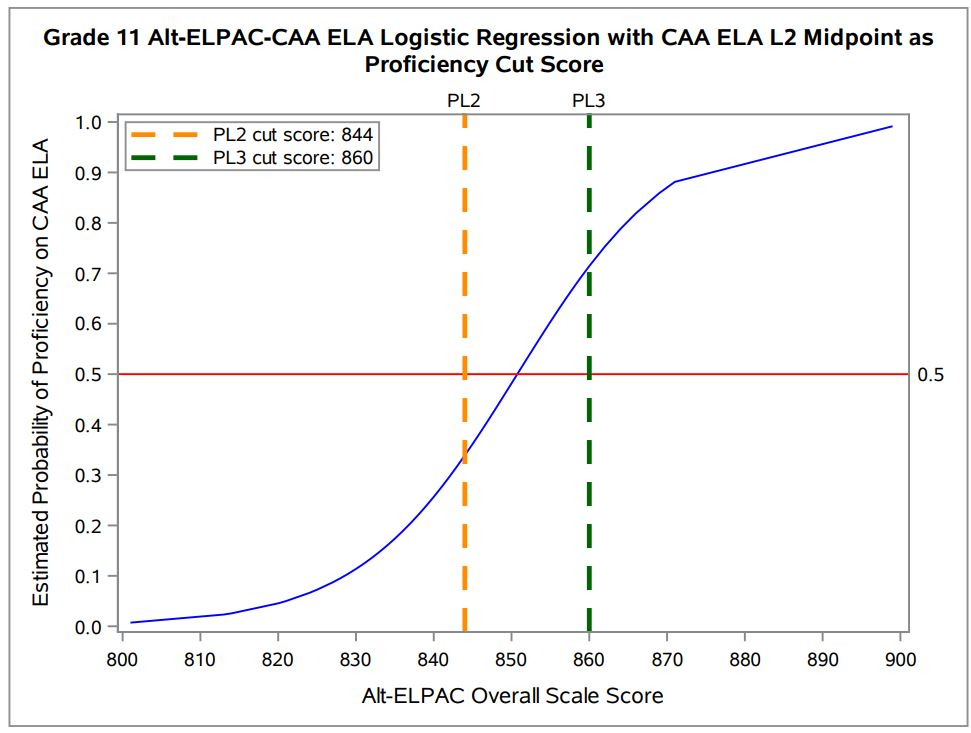 Grade 11 Alt-ELPAC-CAA ELA Logistic Regression with CAA ELA L2 Midpoint as
Proficiency Cut Score
PL2
PL3
PL2 cut score: 844
PL3 cut score: 860
Estimated Probability of Proficiency on CAA ELA
1.0
0.9
0.8
0.7
0.6
0.5
0.4
0.3
0.2
0.1
0.0
0.5
800 810 820 830 840 850 860 870 880 890 900
Alt-ELPAC Overall Scale Score